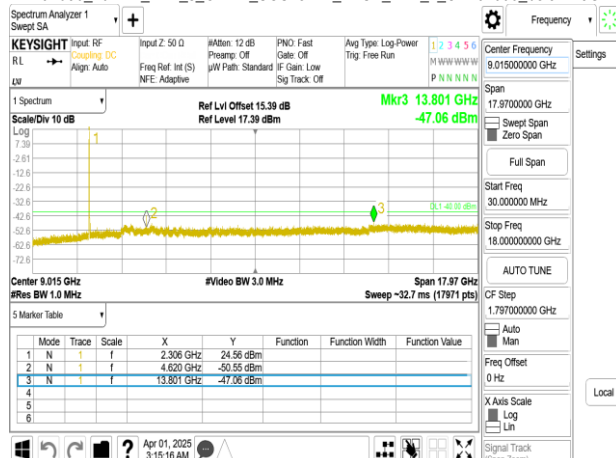 Spectrum Analyzer 1
Swept SA
+
Frequency
Settings
KEYSIGHT
RL
Input: RF
Coupling: DC
Align: Auto
Input Z: 50 Ω
Freq Ref: Int (S)
NFE: Adaptive
#Atten: 12 dB
Preamp: Off
µW Path: Standard
PNO: Fast
Gate: Off
IF Gain: Low
Sig Track: Off
Avg Type: Log-Power
Trig: Free Run
1 2 3 4 5 6
M W W W W W
P N N N N N
1 Spectrum
Scale/Div 10 dB
Log
Ref Lvl Offset 15.39 dB
Ref Level 17.39 dBm
Mkr3 13.801 GHz
-47.06 dBm
7.39
-2.61
-12.6
-22.6
-32.6
-42.6
-52.6
-62.6
-72.6
1
2
3
DL1 -40.00 dBm
Center 9.015 GHz
#Res BW 1.0 MHz
#Video BW 3.0 MHz
Span 17.97 GHz
Sweep ~32.7 ms (17971 pts)
5 Marker Table
Mode Trace Scale X Y Function Function Width Function Value
1 N 1 f 2.306 GHz 24.56 dBm
2 N 1 f 4.620 GHz -50.55 dBm
3 N 1 f 13.801 GHz -47.06 dBm
4
5
6
Apr 01, 2025
3:15:16 AM
Center Frequency
9.015000000 GHz
Span
17.9700000 GHz
Swept Span
Zero Span
Full Span
Start Freq
30.000000 MHz
Stop Freq
18.000000000 GHz
AUTO TUNE
CF Step
1.797000000 GHz
Auto
Man
Freq Offset
0 Hz
X Axis Scale
Log
Lin
Signal Track
Local